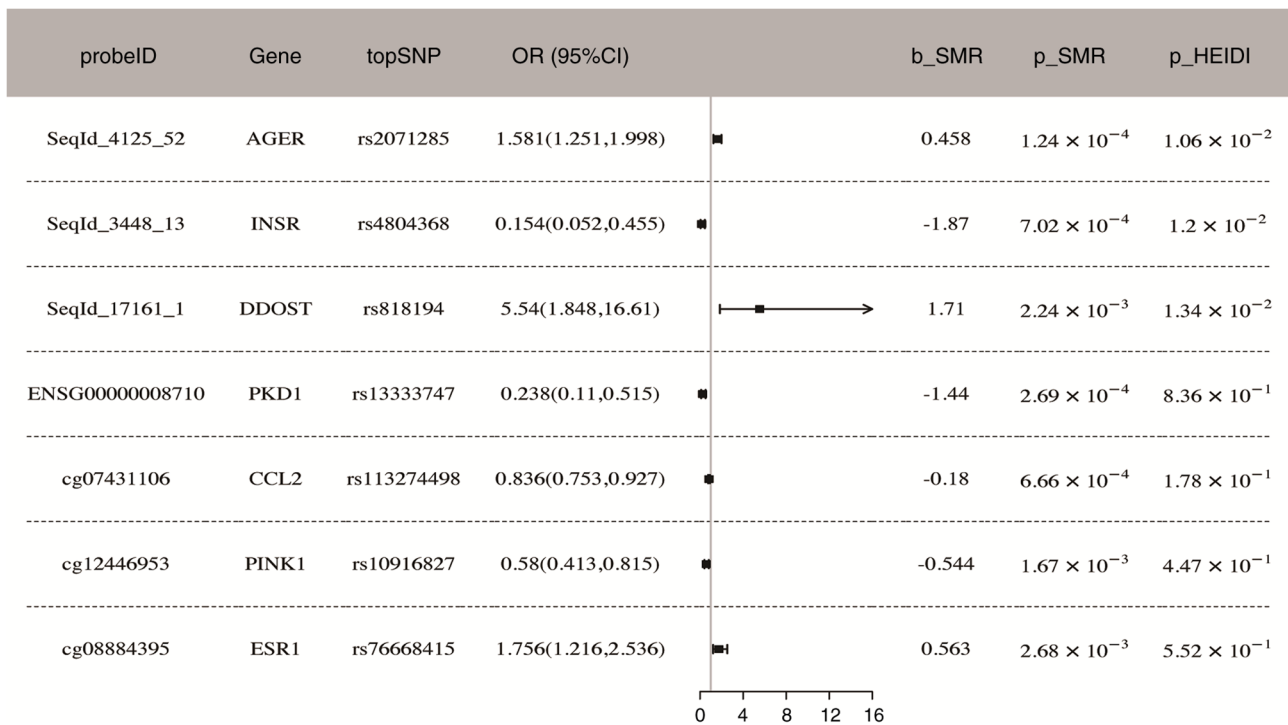 probeID Gene topSNP OR (95%CI) b_SMR p_SMR p_HEIDI
SeqId_4125_52 AGER rs2071285 1.581(1.251,1.998) 0.458 1.24 × 10⁻⁴ 1.06 × 10⁻²
SeqId_3448_13 INSR rs4804368 0.154(0.052,0.455) -1.87 7.02 × 10⁻⁴ 1.2 × 10⁻²
SeqId_17161_1 DDOST rs818194 5.54(1.848,16.61) 1.71 2.24 × 10⁻³ 1.34 × 10⁻²
ENSG00000008710 PKD1 rs13333747 0.238(0.11,0.515) -1.44 2.69 × 10⁻⁴ 8.36 × 10⁻¹
cg07431106 CCL2 rs113274498 0.836(0.753,0.927) -0.18 6.66 × 10⁻⁴ 1.78 × 10⁻¹
cg12446953 PINK1 rs10916827 0.58(0.413,0.815) -0.544 1.67 × 10⁻³ 4.47 × 10⁻¹
cg08884395 ESR1 rs76668415 1.756(1.216,2.536) 0.563 2.68 × 10⁻³ 5.52 × 10⁻¹
0 4 8 12 16